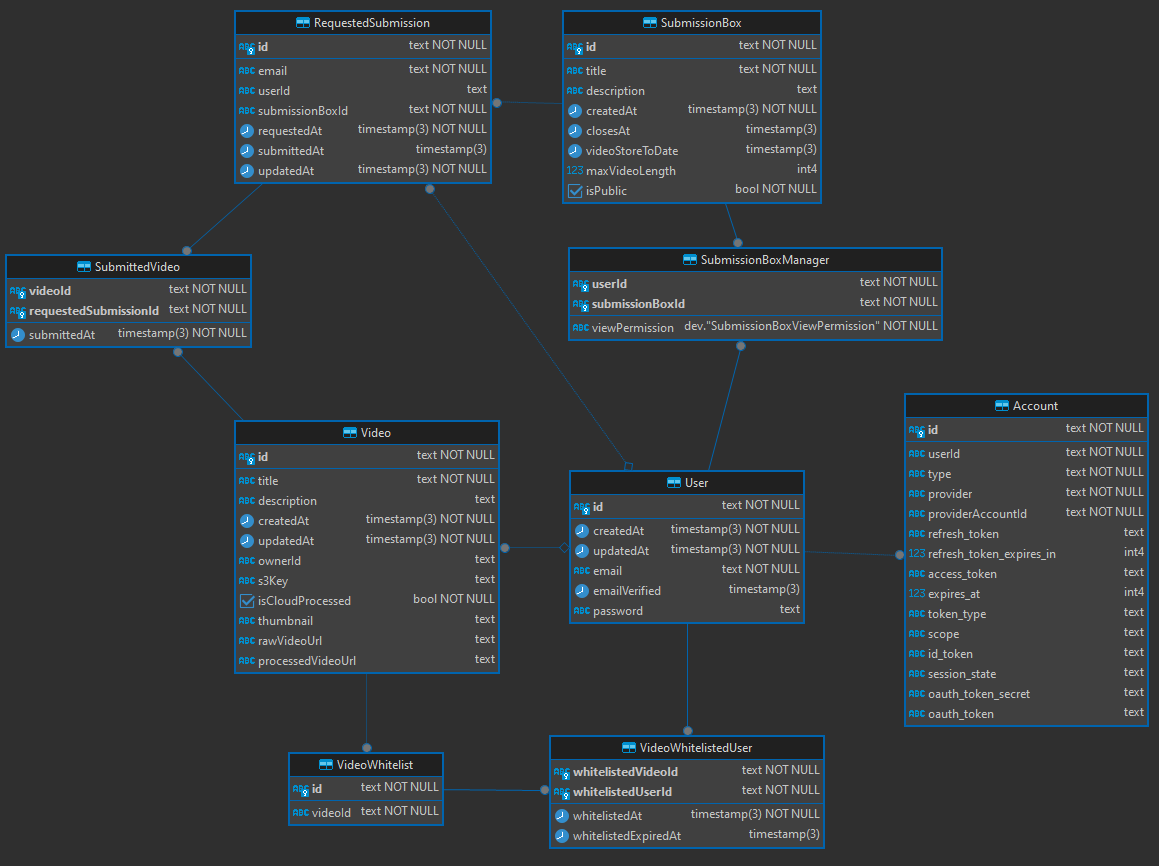 RequestedSubmission
id text NOT NULL
email text NOT NULL
userId text
submissionBoxId text NOT NULL
requestedAt timestamp(3) NOT NULL
submittedAt timestamp(3)
updatedAt timestamp(3) NOT NULL
SubmissionBox
id text NOT NULL
title text NOT NULL
description text
createdAt timestamp(3) NOT NULL
closesAt timestamp(3)
videoStoreToDate timestamp(3)
123 maxVideoLength int4
isPublic bool NOT NULL
SubmittedVideo
videoId text NOT NULL
requestedSubmissionId text NOT NULL
submittedAt timestamp(3) NOT NULL
SubmissionBoxManager
userId text NOT NULL
submissionBoxId text NOT NULL
viewPermission dev."SubmissionBoxViewPermission" NOT NULL
Video
id text NOT NULL
title text NOT NULL
description text
createdAt timestamp(3) NOT NULL
updatedAt timestamp(3) NOT NULL
ownerId text
s3Key text
isCloudProcessed bool NOT NULL
thumbnail text
rawVideoUrl text
processedVideoUrl text
User
id text NOT NULL
createdAt timestamp(3) NOT NULL
updatedAt timestamp(3) NOT NULL
email text NOT NULL
emailVerified timestamp(3)
password text
Account
id text NOT NULL
userId text NOT NULL
type text NOT NULL
provider text NOT NULL
providerAccountId text NOT NULL
refresh_token text
123 refresh_token_expires_in int4
access_token text
123 expires_at int4
token_type text
scope text
id_token text
session_state text
oauth_token_secret text
oauth_token text
VideoWhitelist
id text NOT NULL
videoId text NOT NULL
VideoWhitelistedUser
whitelistedVideoId text NOT NULL
whitelistedUserId text NOT NULL
whitelistedAt timestamp(3) NOT NULL
whitelistedExpiredAt timestamp(3)